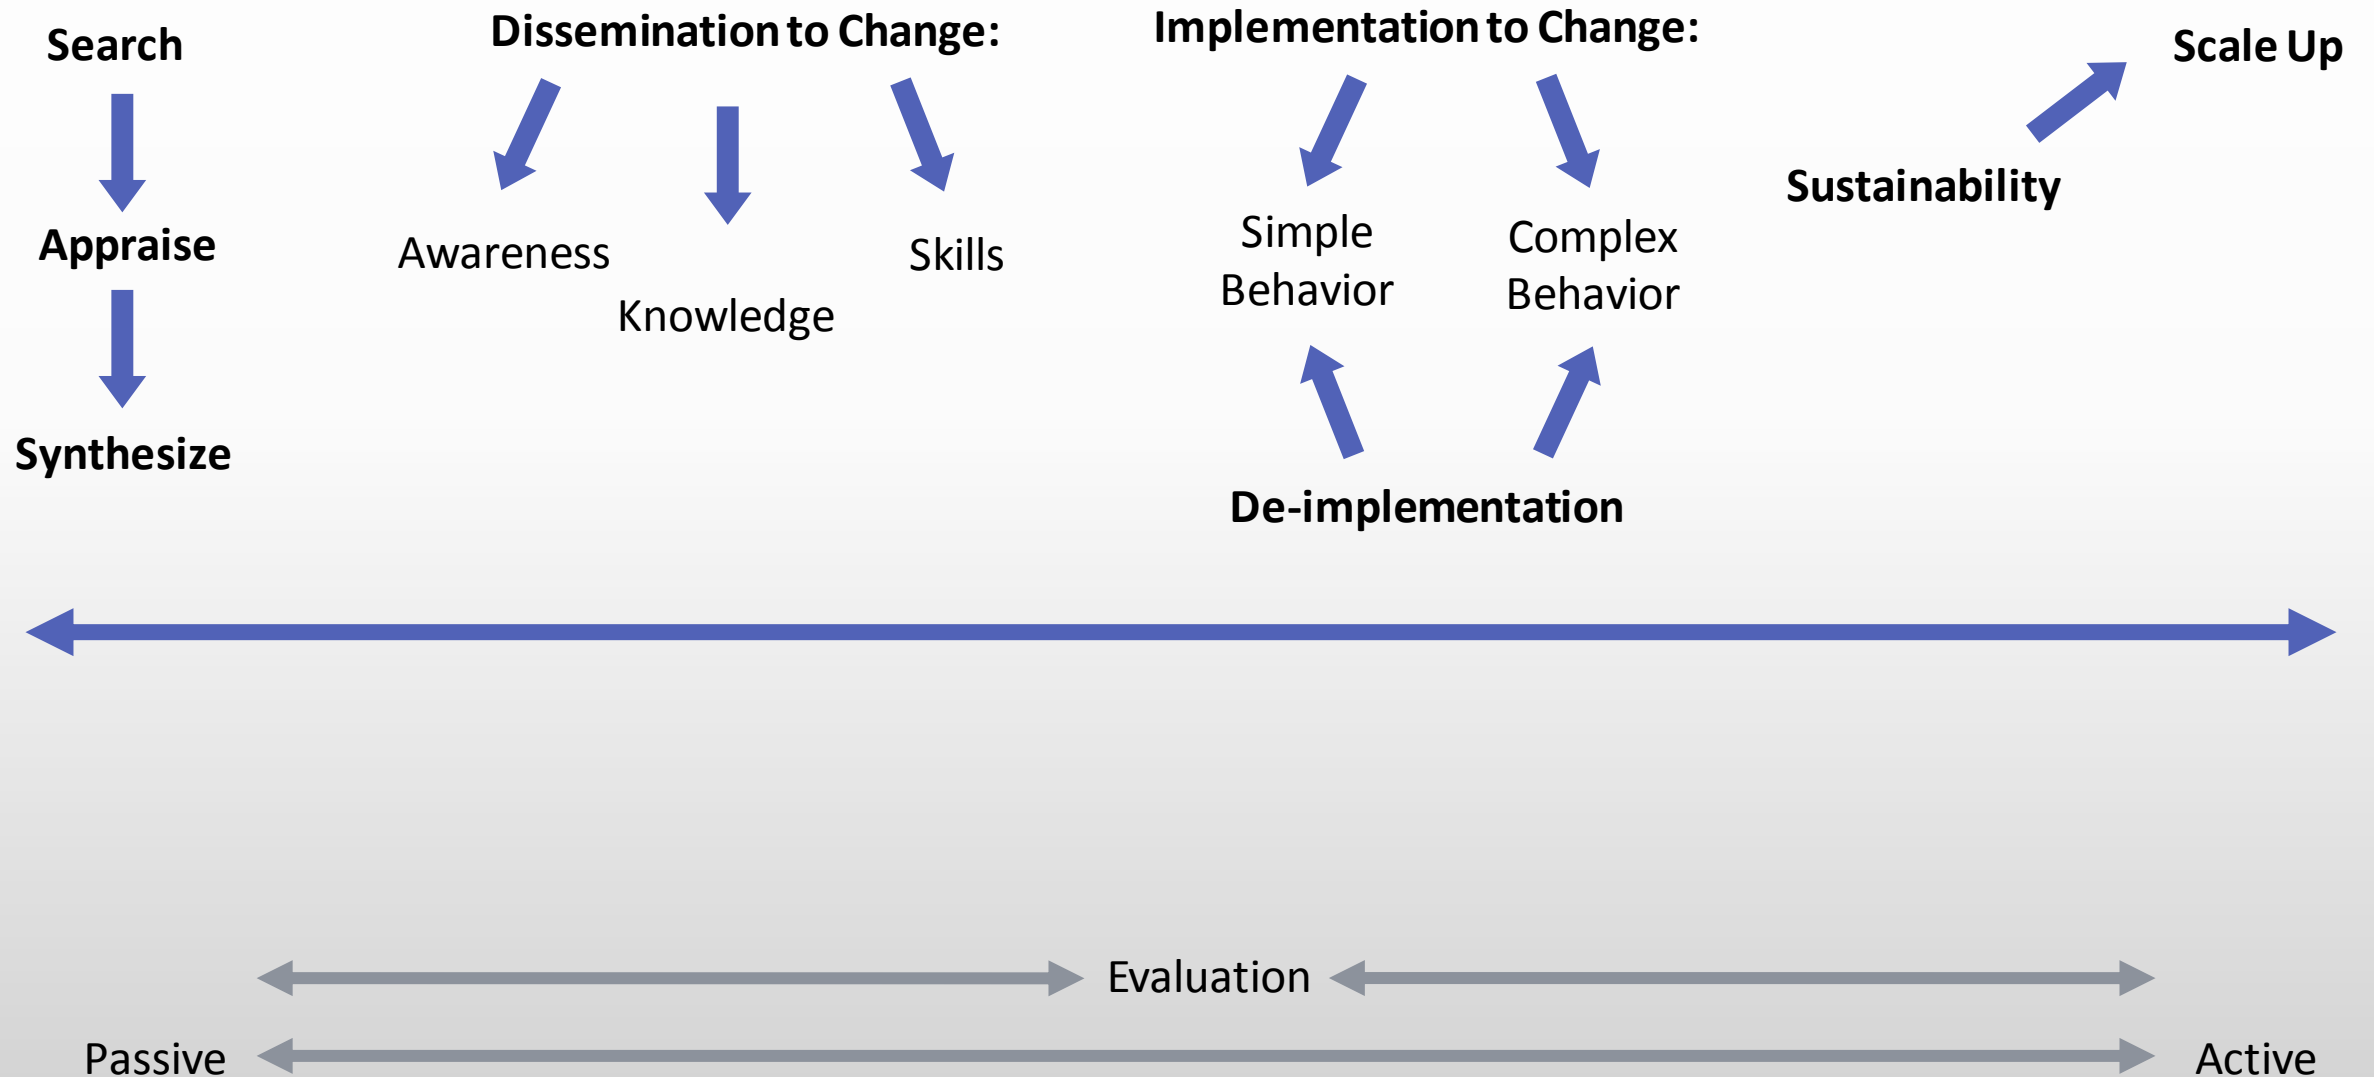 Search
Appraise
Synthesize
Dissemination to Change:
Awareness
Knowledge
Skills
Implementation to Change:
Simple
Behavior
Complex
Behavior
De-implementation
Sustainability
Scale Up
Evaluation
Passive
Active